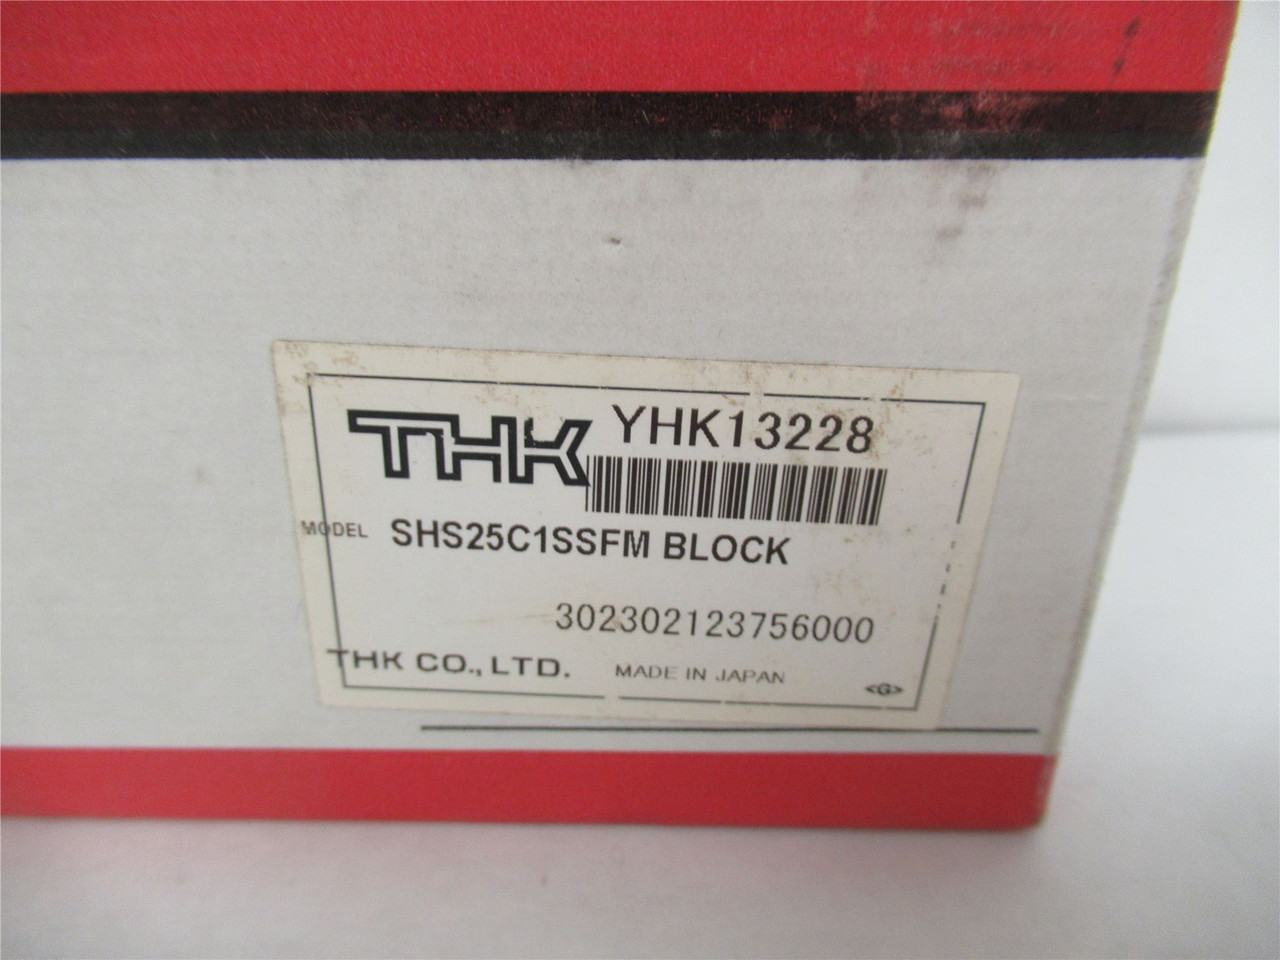 THK YHK13228
MODEL SHS25C1SSFM BLOCK
302302123756000
THK CO., LTD. MADE IN JAPAN <G>